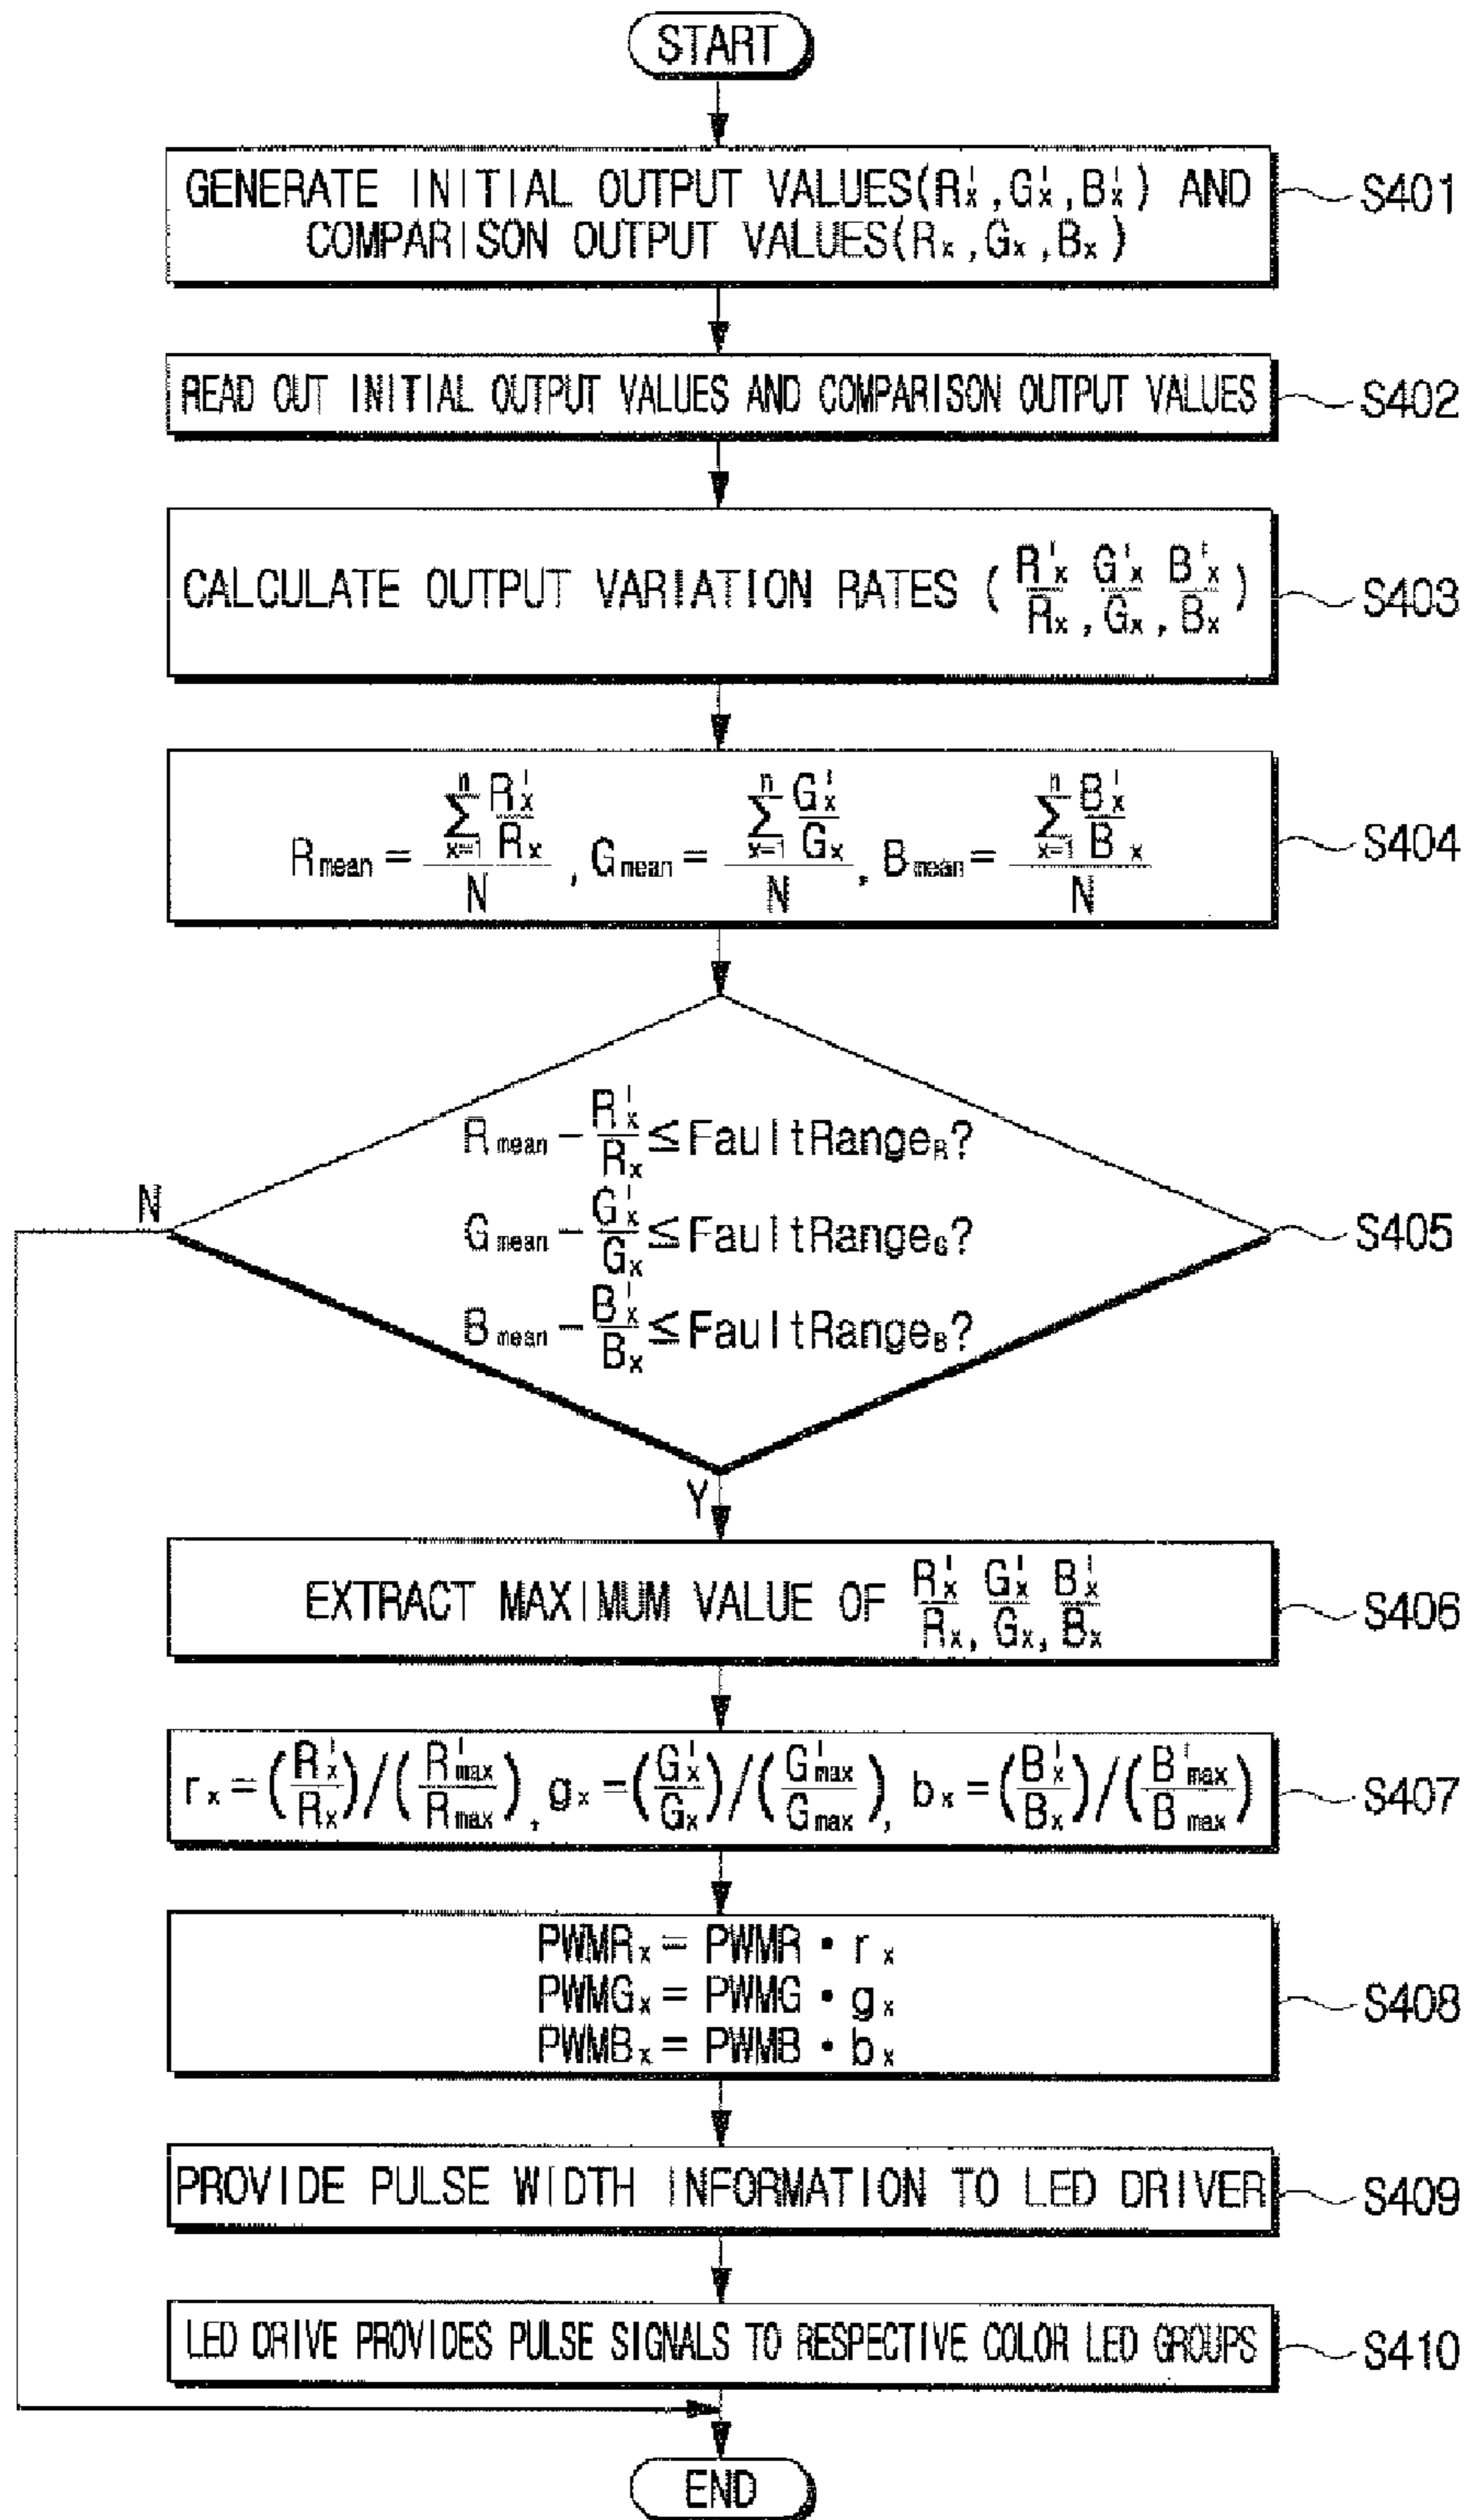 START
GENERATE INITIAL OUTPUT VALUES(R'x,G'x,B'x) AND
COMPARISON OUTPUT VALUES(Rx,Gx,Bx)
S401
READ OUT INITIAL OUTPUT VALUES AND COMPARISON OUTPUT VALUES
S402
CALCULATE OUTPUT VARIATION RATES (R'x/Rx, G'x/Gx, B'x/Bx)
S403
Rmean = (Σ x=1 n R'x/Rx)/N, Gmean = (Σ x=1 n G'x/Gx)/N, Bmean = (Σ x=1 n B'x/Bx)/N
S404
Rmean - R'x/Rx ≤ FaultRangeR?
Gmean - G'x/Gx ≤ FaultRangeG?
Bmean - B'x/Bx ≤ FaultRangeB?
N
S405
Y
EXTRACT MAXIMUM VALUE OF R'x/Rx, G'x/Gx, B'x/Bx
S406
rx = (R'x/Rx)/(R'max/Rmax), gx = (G'x/Gx)/(G'max/Gmax), bx = (B'x/Bx)/(B'max/Bmax)
S407
PWMRx = PWMR • rx
PWMGx = PWMG • gx
PWMBx = PWMB • bx
S408
PROVIDE PULSE WIDTH INFORMATION TO LED DRIVER
S409
LED DRIVE PROVIDES PULSE SIGNALS TO RESPECTIVE COLOR LED GROUPS
S410
END